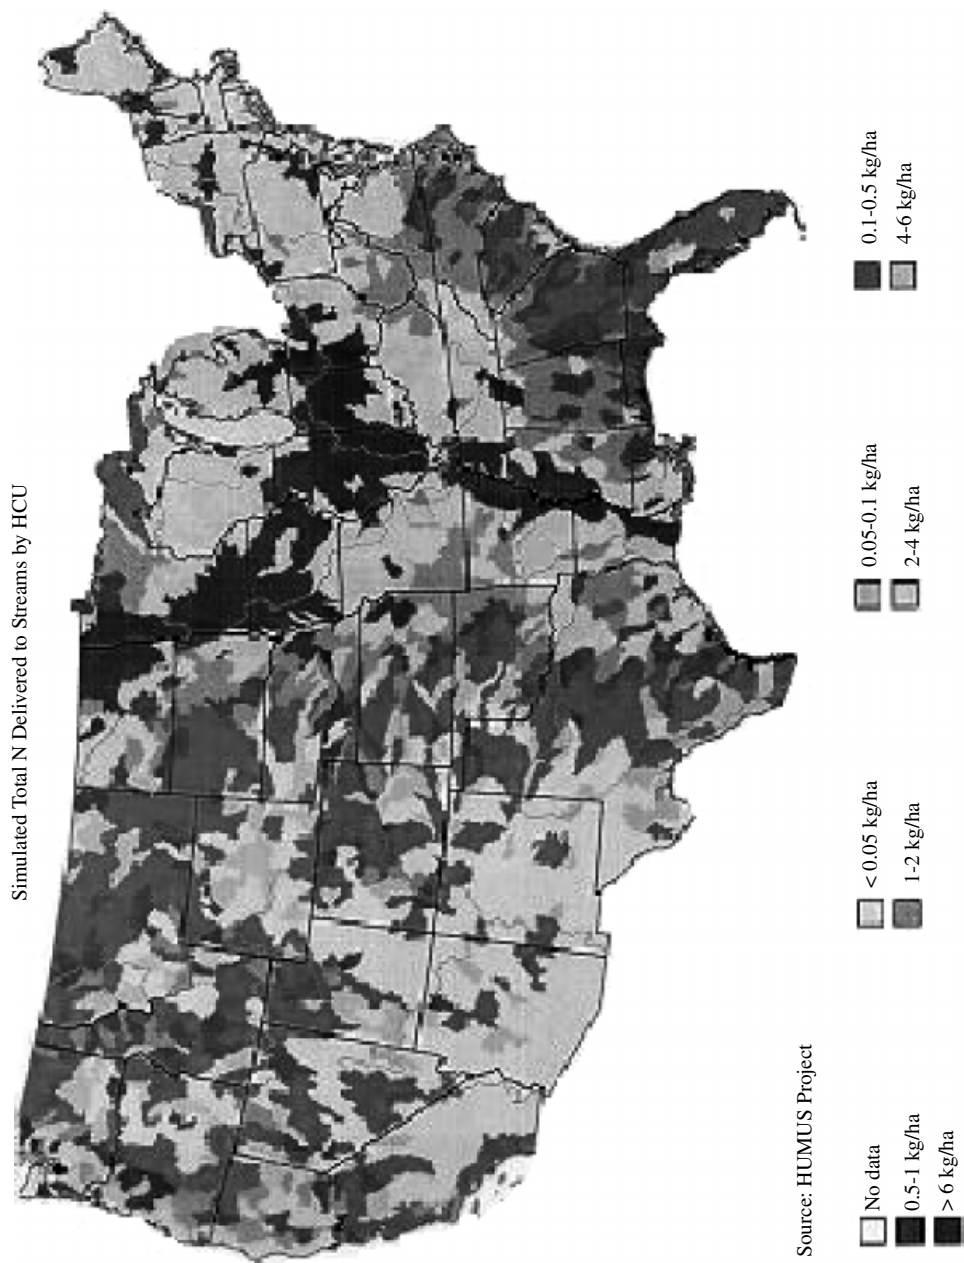 Simulated Total N Delivered to Streams by HCU
Source: HUMUS Project
No data
< 0.05 kg/ha
0.05-0.1 kg/ha
0.1-0.5 kg/ha
0.5-1 kg/ha
1-2 kg/ha
2-4 kg/ha
4-6 kg/ha
> 6 kg/ha